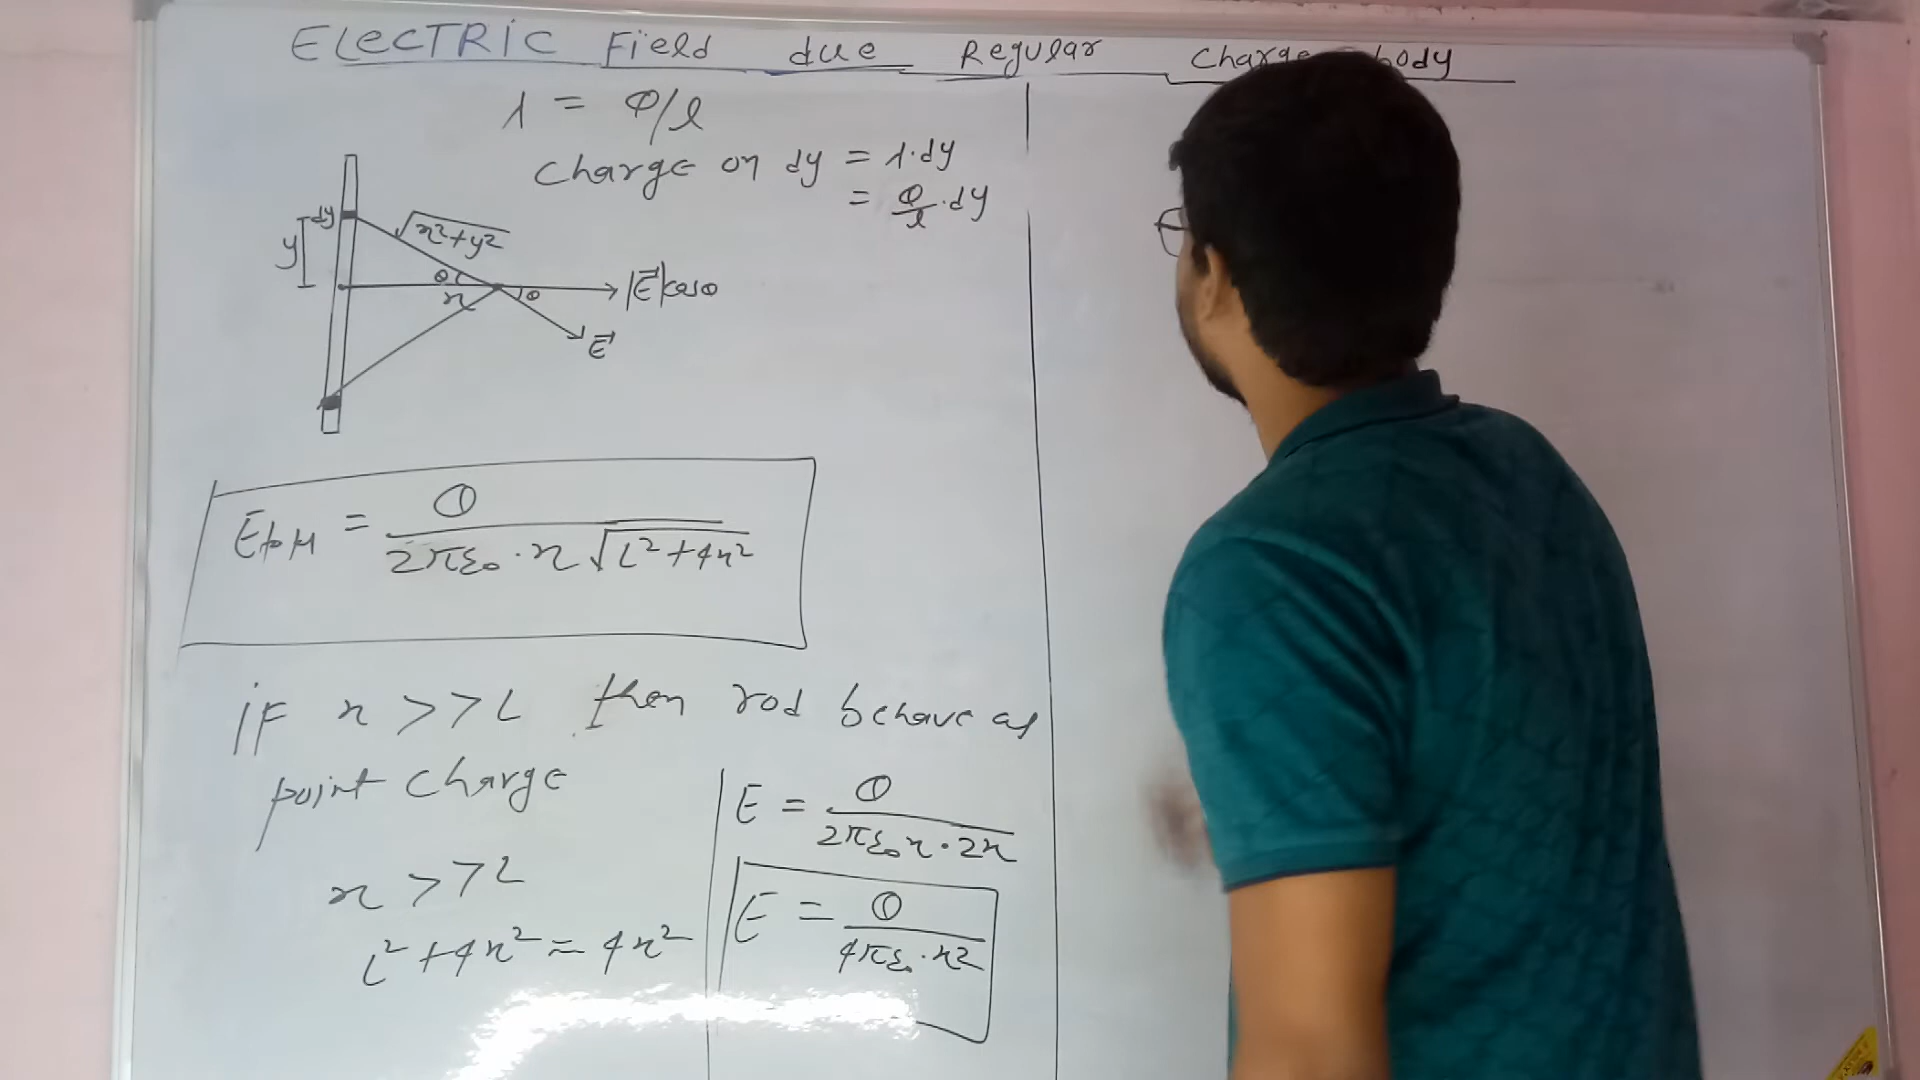 ELECTRIC Field due Regular Charge body
λ = Q/l
Charge on dy = λ.dy
= Q/l .dy
dy
y
√x²+y²
θ
x
θ
|E⃗|cosθ
E⃗
= Q / 2πε₀.x √L²+4x²
IF x >> L then rod behave as
point charge
x >> L
L²+4x² = 4x²
E = Q / 2πε₀x.2x
E = Q / 4πε₀.x²